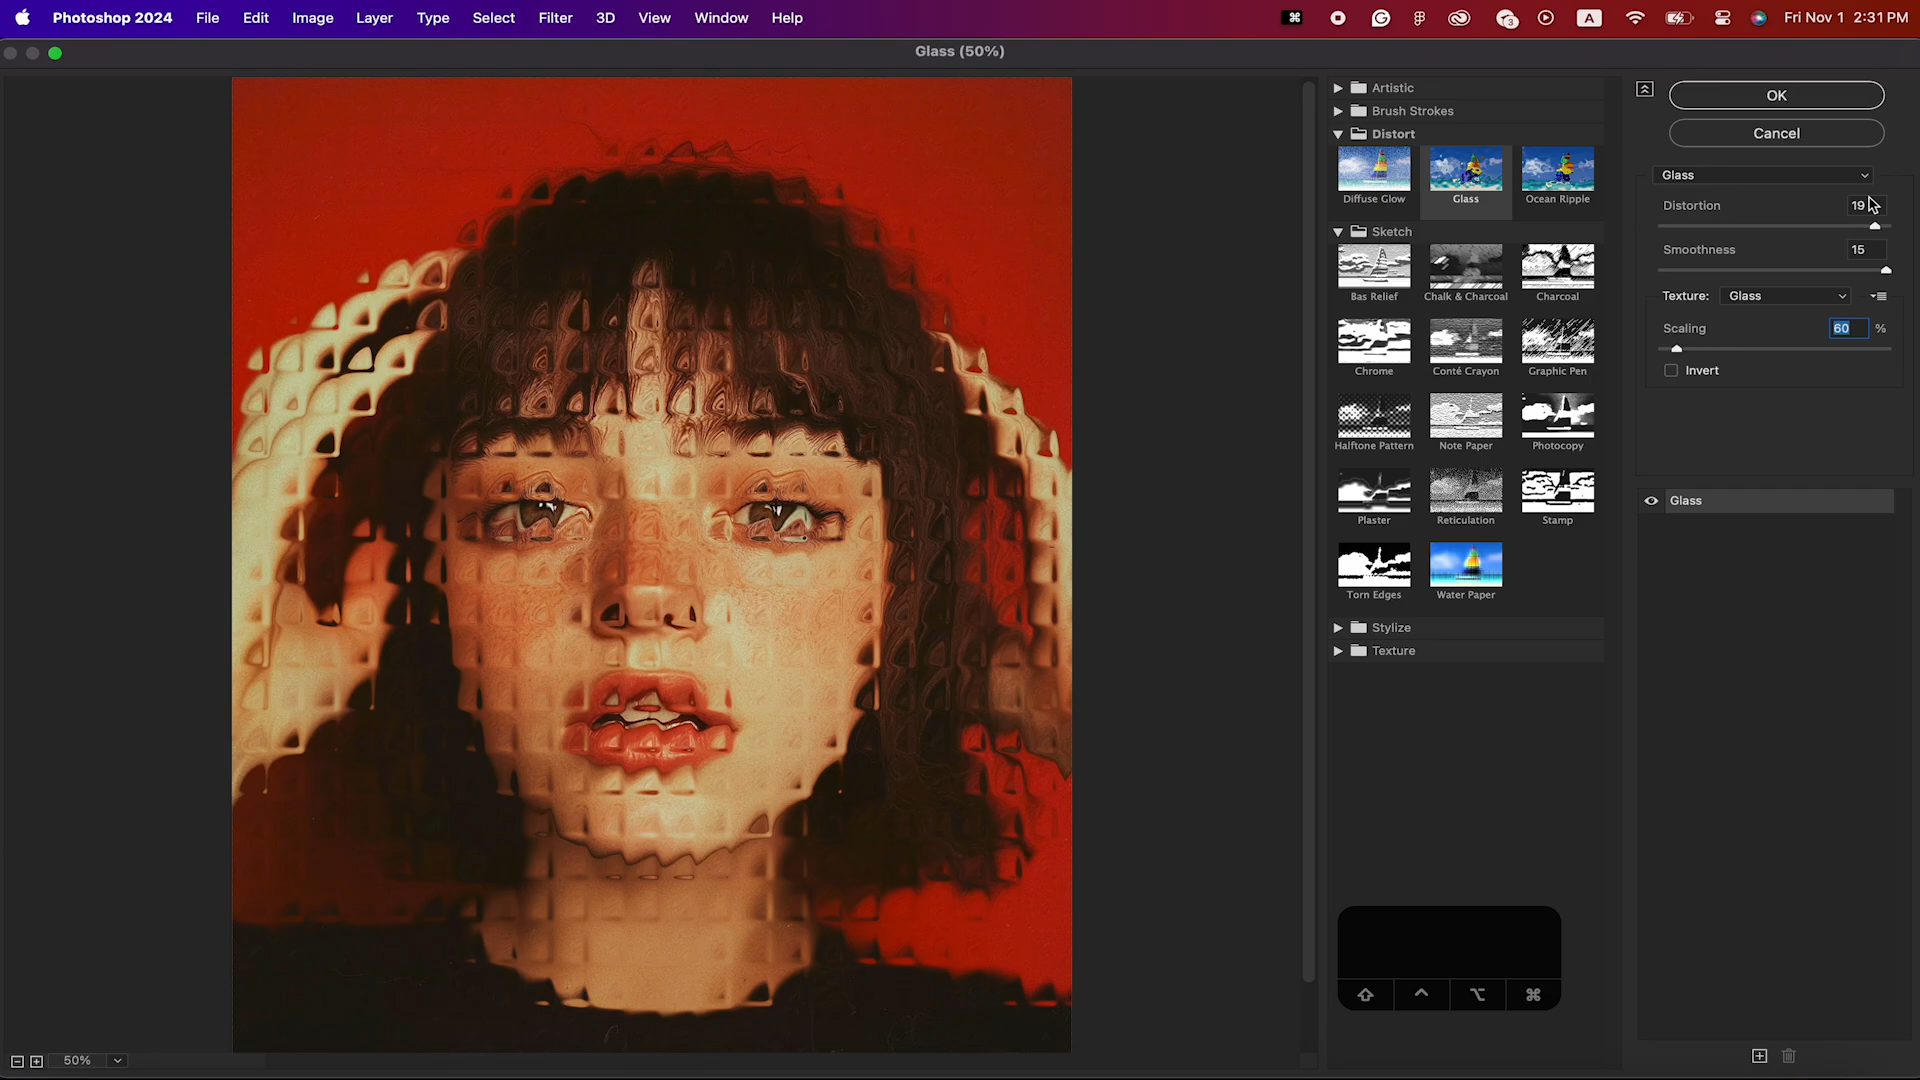 Photoshop 2024 File Edit Image Layer Type Select Filter 3D View Window Help 3 A Fri Nov 1 2:31 PM
Glass (50%)
Artistic
Brush Strokes
Distort
Diffuse Glow Glass Ocean Ripple
Sketch
Bas Relief Chalk & Charcoal Charcoal
Chrome Conté Crayon Graphic Pen
Halftone Pattern Note Paper Photocopy
Plaster Reticulation Stamp
Torn Edges Water Paper
Stylize
Texture
OK
Cancel
Glass
Distortion 19
Smoothness 15
Texture: Glass
Scaling 60 %
Invert
Glass
50%